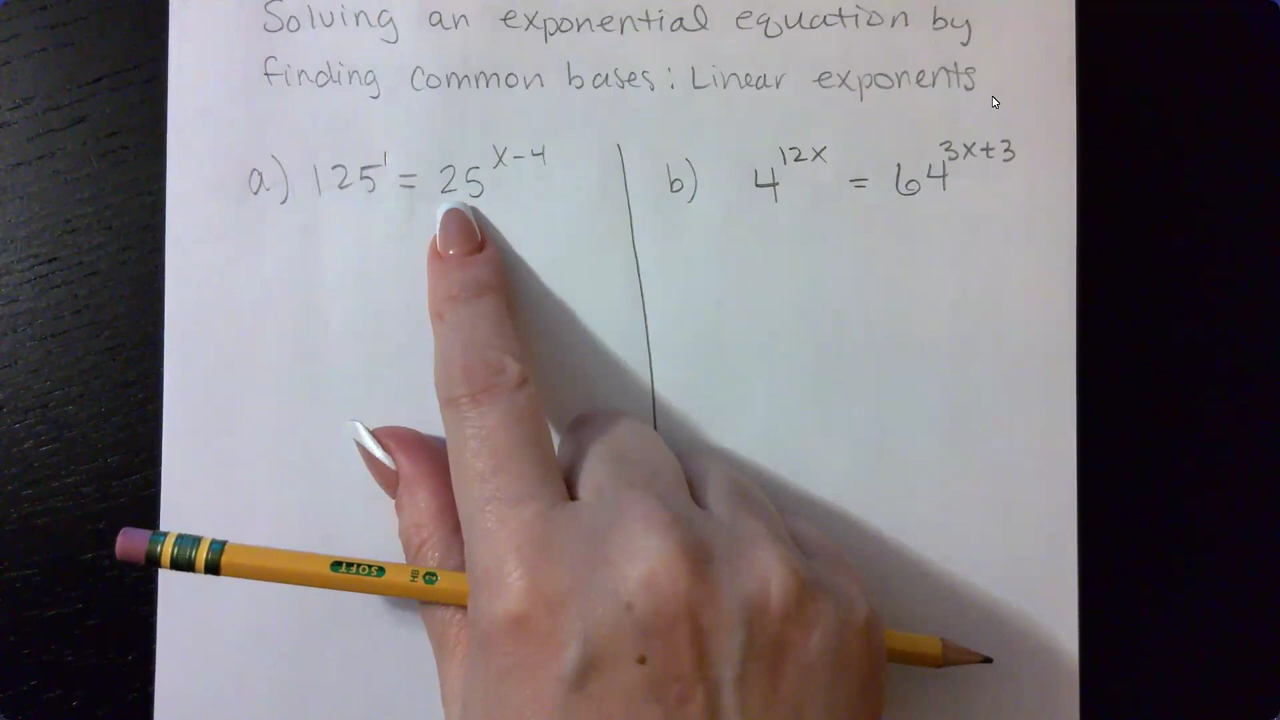 Solving an exponential equation by
finding common bases: Linear exponents
a) 125¹ = 25^(x-4)
b) 4^(12x) = 64^(3x+3)
SOFT
HB
2